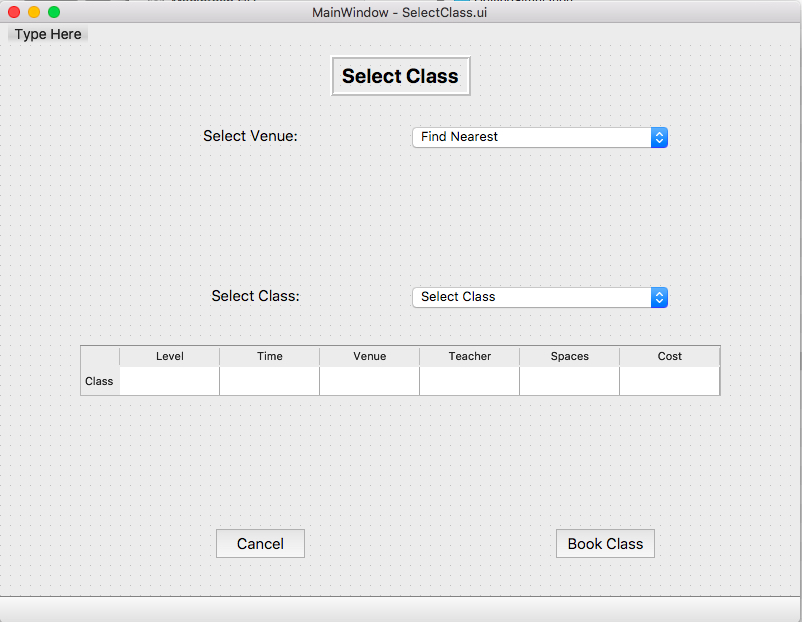 MainWindow - SelectClass.ui
Type Here
Select Class
Select Venue: Find Nearest
Select Class: Select Class
Level Time Venue Teacher Spaces Cost
Class
Cancel Book Class